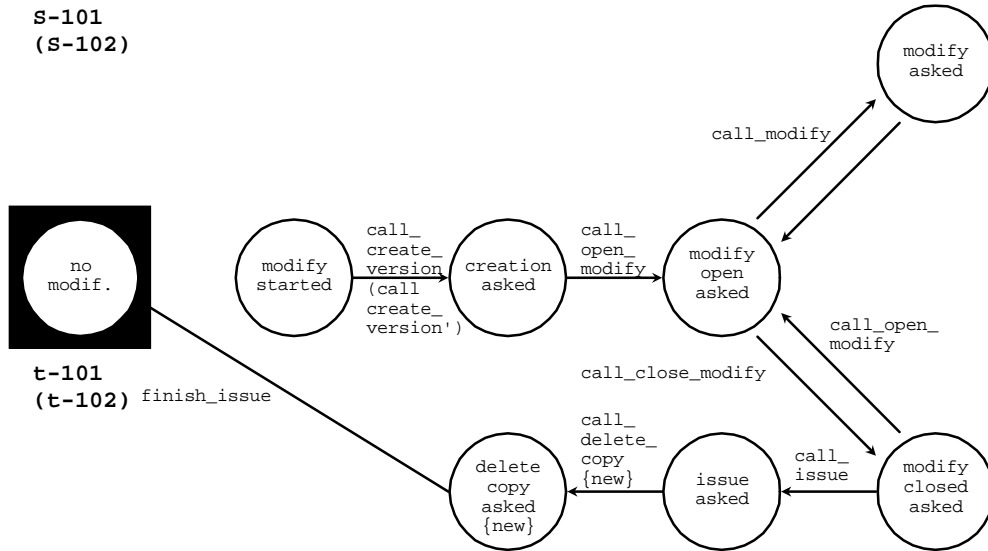 S-101
(S-102)
modify
asked
call_modify
no
modif.
modify
started
call_
create_
version
(call
create_
version')
creation
asked
call_
open_
modify
modify
open
asked
call_open_
modify
t-101
(t-102)
finish_issue
call_close_modify
delete
copy
asked
{new}
call_
delete_
copy
{new}
issue
asked
call_
issue
modify
closed
asked